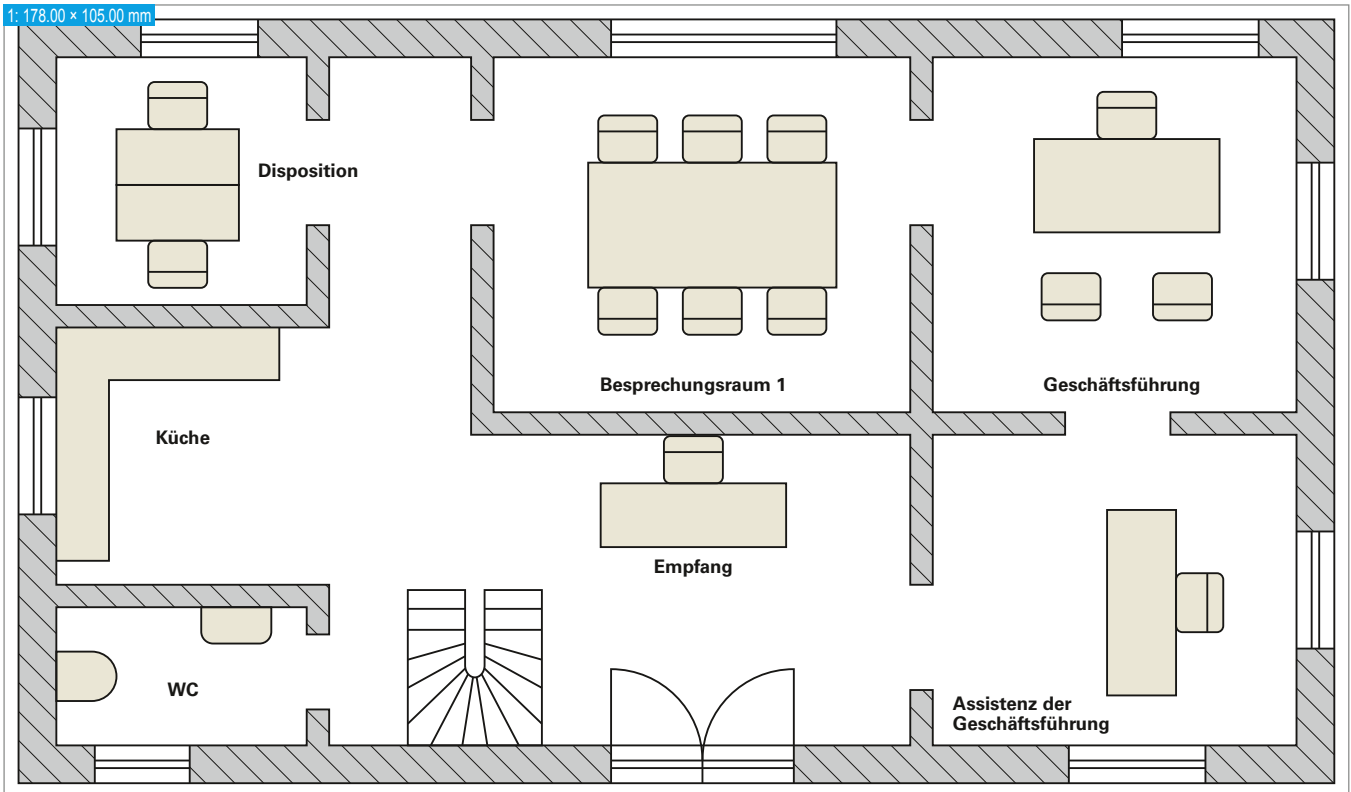 1: 178.00 × 105.00 mm
Disposition
Besprechungsraum 1
Geschäftsführung
Küche
Empfang
WC
Assistenz der
Geschäftsführung